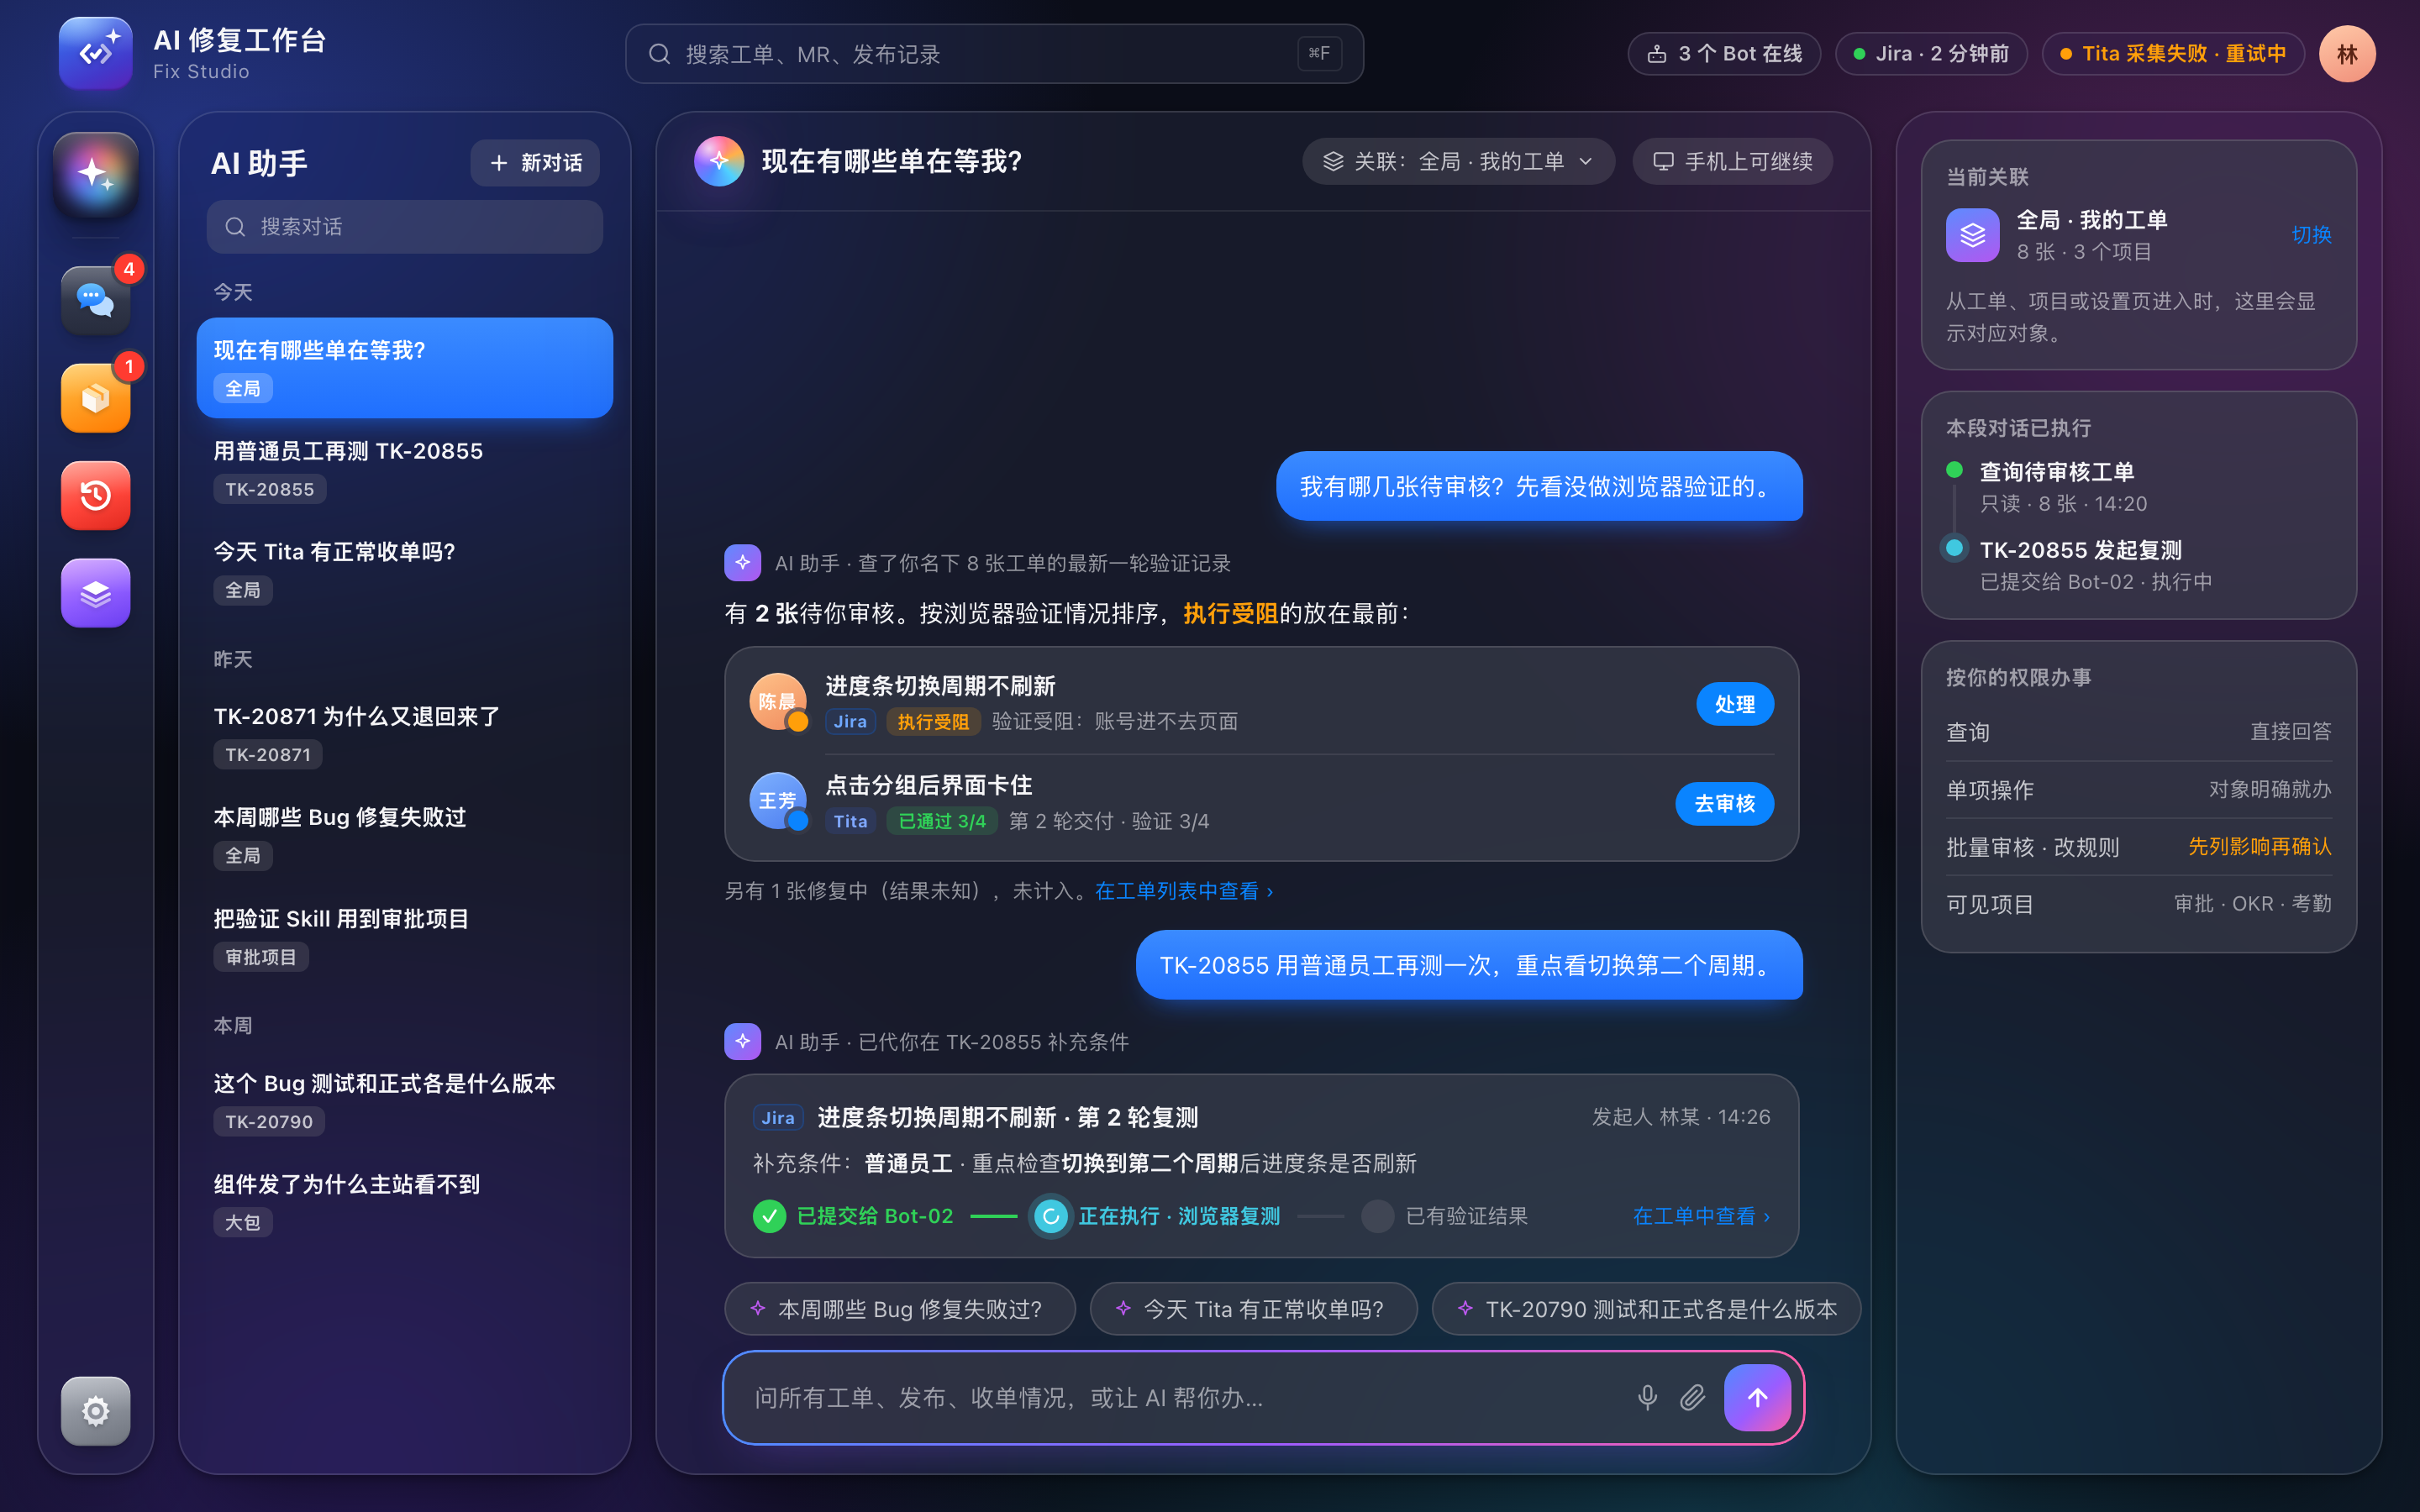 AI 修复工作台
Fix Studio
搜索工单、MR、发布记录
⌘F
3 个 Bot 在线
Jira · 2 分钟前
Tita 采集失败 · 重试中
林
4
1
AI 助手
新对话
搜索对话
今天
现在有哪些单在等我?
全局
用普通员工再测 TK-20855
TK-20855
今天 Tita 有正常收单吗?
全局
昨天
TK-20871 为什么又退回来了
TK-20871
本周哪些 Bug 修复失败过
全局
把验证 Skill 用到审批项目
审批项目
本周
这个 Bug 测试和正式各是什么版本
TK-20790
组件发了为什么主站看不到
大包
现在有哪些单在等我?
关联：全局 · 我的工单
手机上可继续
我有哪几张待审核？先看没做浏览器验证的。
AI 助手 · 查了你名下 8 张工单的最新一轮验证记录
有 2 张待你审核。按浏览器验证情况排序，执行受阻的放在最前：
陈晨
进度条切换周期不刷新
Jira 执行受阻 验证受阻：账号进不去页面
处理
王芳
点击分组后界面卡住
Tita 已通过 3/4 第 2 轮交付 · 验证 3/4
去审核
另有 1 张修复中（结果未知），未计入。在工单列表中查看 ›
TK-20855 用普通员工再测一次，重点看切换第二个周期。
AI 助手 · 已代你在 TK-20855 补充条件
Jira 进度条切换周期不刷新 · 第 2 轮复测
发起人 林某 · 14:26
补充条件：普通员工 · 重点检查切换到第二个周期后进度条是否刷新
已提交给 Bot-02
正在执行 · 浏览器复测
已有验证结果
在工单中查看 ›
本周哪些 Bug 修复失败过?
今天 Tita 有正常收单吗?
TK-20790 测试和正式各是什么版本
问所有工单、发布、收单情况，或让 AI 帮你办...
当前关联
全局 · 我的工单
8 张 · 3 个项目
切换
从工单、项目或设置页进入时，这里会显
示对应对象。
本段对话已执行
查询待审核工单
只读 · 8 张 · 14:20
TK-20855 发起复测
已提交给 Bot-02 · 执行中
按你的权限办事
查询 直接回答
单项操作 对象明确就办
批量审核 · 改规则 先列影响再确认
可见项目 审批 · OKR · 考勤